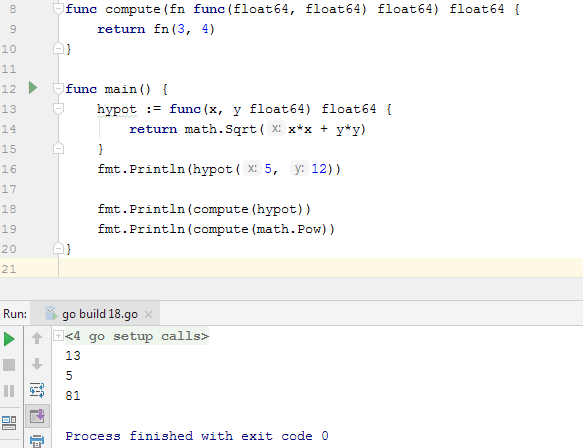 8 func compute(fn func(float64, float64) float64) float64 {
9 return fn(3, 4)
10 }
11
12 func main() {
13 hypot := func(x, y float64) float64 {
14 return math.Sqrt( x: x*x + y*y)
15 }
16 fmt.Println(hypot( x: 5, y: 12))
17
18 fmt.Println(compute(hypot))
19 fmt.Println(compute(math.Pow))
20 }
21
Run: go build 18.go
<4 go setup calls>
13
5
81
Process finished with exit code 0